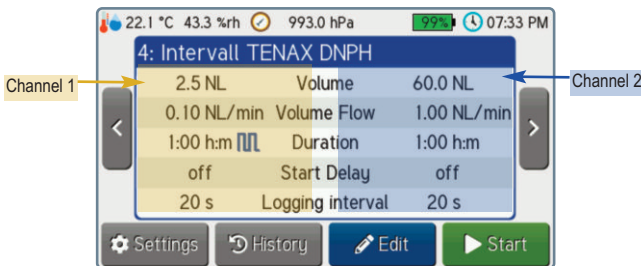 22.1 °C 43.3 %rh 993.0 hPa 99% 07:33 PM
4: Intervall TENAX DNPH
Channel 1
Channel 2
2.5 NL Volume 60.0 NL
0.10 NL/min Volume Flow 1.00 NL/min
< >
1:00 h:m Duration 1:00 h:m
off Start Delay off
20 s Logging interval 20 s
Settings History Edit Start